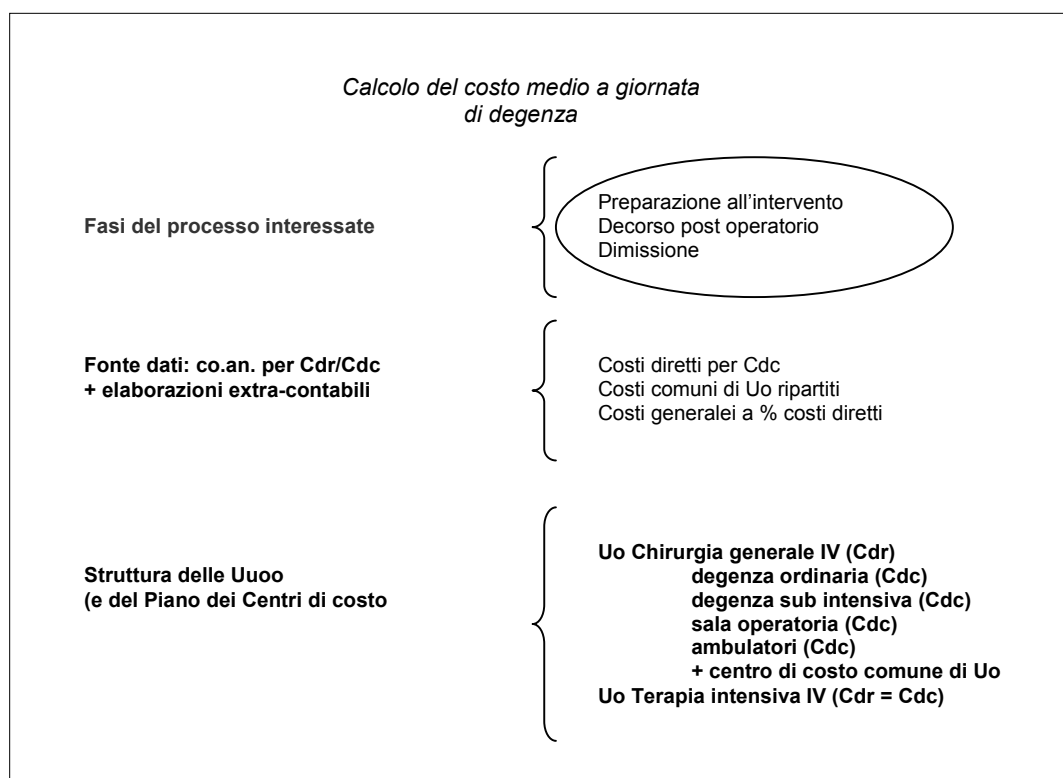 Calcolo del costo medio a giornata
di degenza
Fasi del processo interessate
Preparazione all’intervento
Decorso post operatorio
Dimissione
Fonte dati: co.an. per Cdr/Cdc
+ elaborazioni extra-contabili
Costi diretti per Cdc
Costi comuni di Uo ripartiti
Costi generalei a % costi diretti
Struttura delle Uuoo
(e del Piano dei Centri di costo
Uo Chirurgia generale IV (Cdr)
degenza ordinaria (Cdc)
degenza sub intensiva (Cdc)
sala operatoria (Cdc)
ambulatori (Cdc)
+ centro di costo comune di Uo
Uo Terapia intensiva IV (Cdr = Cdc)